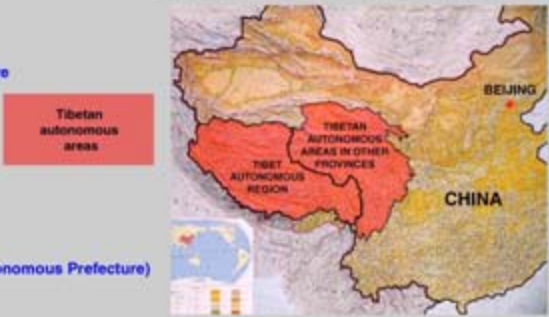 Tibetan
autonomous
areas
BEIJING
TIBETAN
AUTONOMOUS
AREAS IN OTHER
PROVINCES
TIBET
AUTONOMOUS
REGION
CHINA
onomous Prefecture)